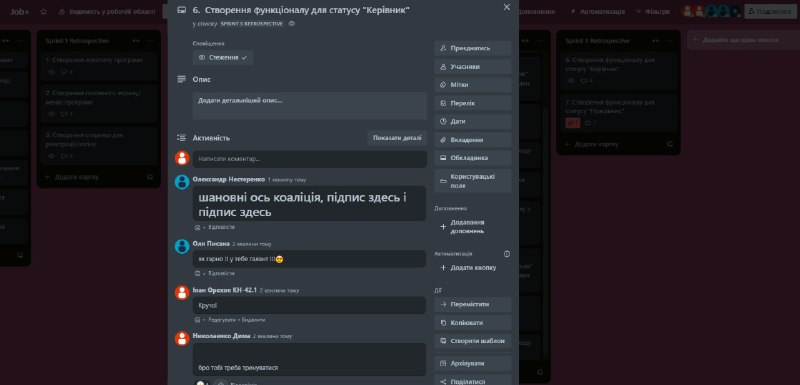 Job+
Видимість у робочій області
Доповнення
Автоматизація
Фільтри
Поділитися
6. Створення функціоналу для статусу "Керівник"
у списку SPRINT 3 RETROSPECTIVE
Сповіщення
Стеження
Опис
Додати детальніший опис...
Активність
Показати деталі
Написати коментар...
Олександр Нестеренко 1 хвилину тому
шановні ось коаліція, підпис здесь і
підпис здесь
Відповісти
Оля Писана 2 хвилини тому
як гарно !! у тебе талант !!!
Відповісти
Іван Орехов КН-42.1 2 хвилини тому
Круто!
Редагувати • Видалити
Николаенко Дима 2 хвилини тому
бро тобі треба тренуватися
Приєднатись
Учасники
Мітки
Перелік
Дати
Вкладення
Обкладинка
Користувацькі
поля
Доповнення
Додавання
доповнень
Автоматизація
Додати кнопку
Дії
Перемістити
Копіювати
Створити шаблон
Архівувати
Поділитися
Sprint 1 Retrospective
1. Створення логотипу програми
2. Створення головного екрану/
меню програми
3. Створення сторінки для
реєстрації/логіну
Додати картку
Sprint 3 Retrospective
6. Створення функціоналу для
статусу "Керівник"
7. Створення функціоналу для
статусу "Працівник"
Додати картку
Додайте ще один список